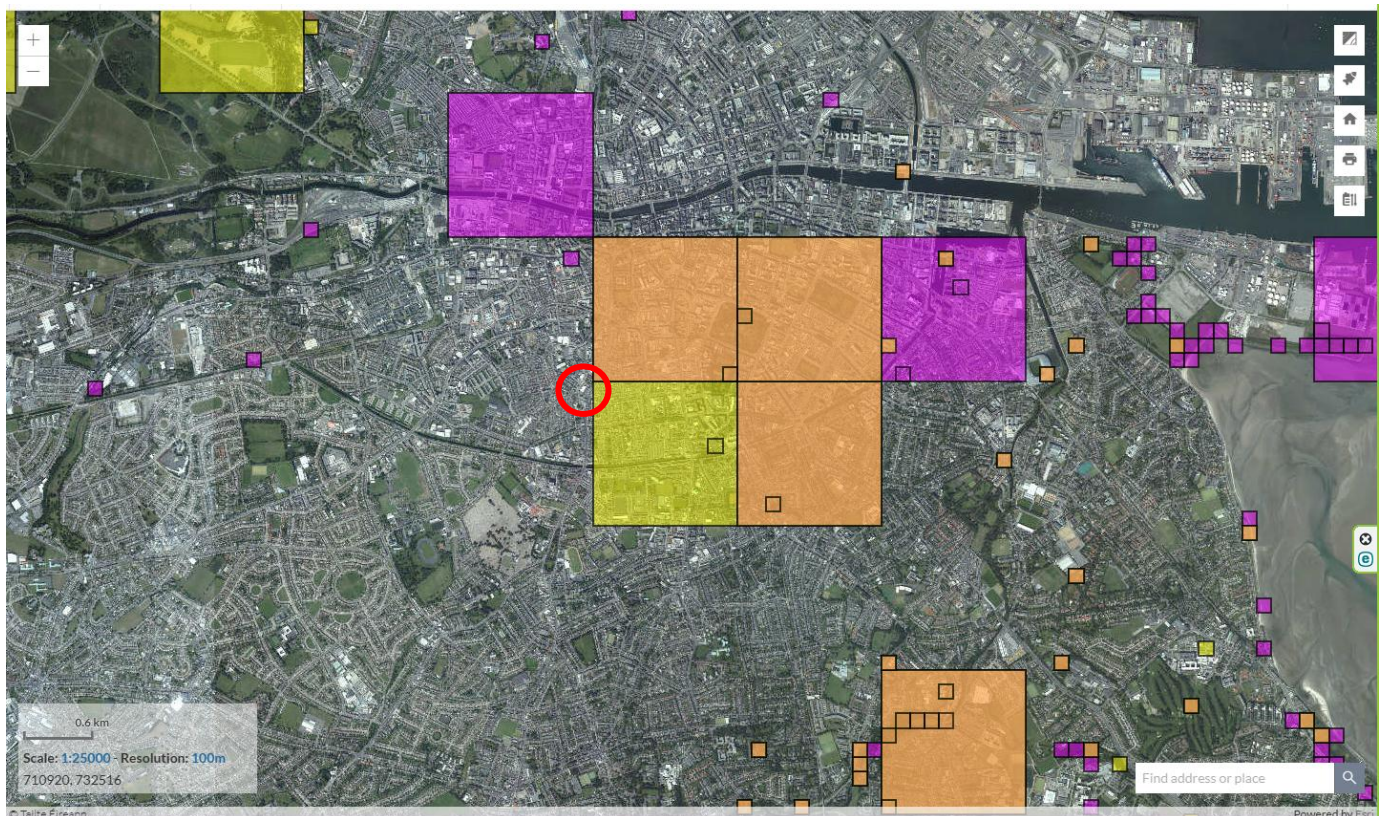 +
−
0.6 km
Scale: 1:25000 - Resolution: 100m
710920, 732516
Find address or place
© Tailte Éireann
Powered by Esri